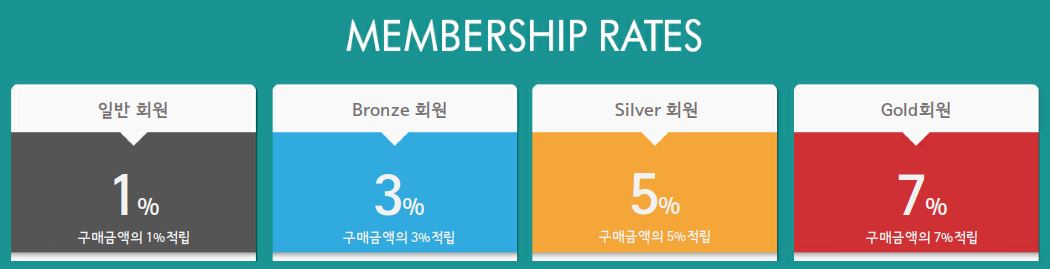 MEMBERSHIP RATES
일반 회원
1%
구매금액의 1%적립
Bronze 회원
3%
구매금액의 3%적립
Silver 회원
5%
구매금액의 5%적립
Gold회원
7%
구매금액의 7%적립